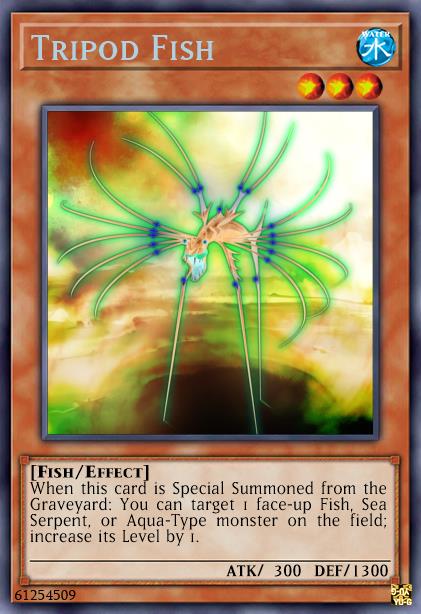 Tripod Fish
WATER
水
[Fish/Effect]
When this card is Special Summoned from the
Graveyard: You can target 1 face-up Fish, Sea
Serpent, or Aqua-Type monster on the field;
increase its Level by 1.
ATK/ 300 DEF/1300
61254509